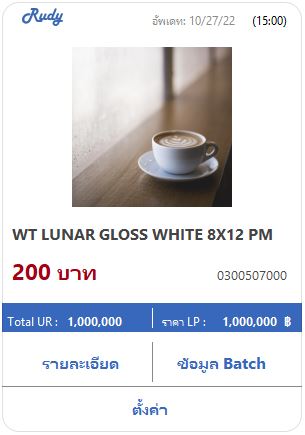 Rudy อัพเดท: 10/27/22 (15:00)
WT LUNAR GLOSS WHITE 8X12 PM
200 บาท 0300507000
Total UR : 1,000,000 ราคา LP : 1,000,000 ฿
รายละเอียด ข้อมูล Batch
ตั้งค่า